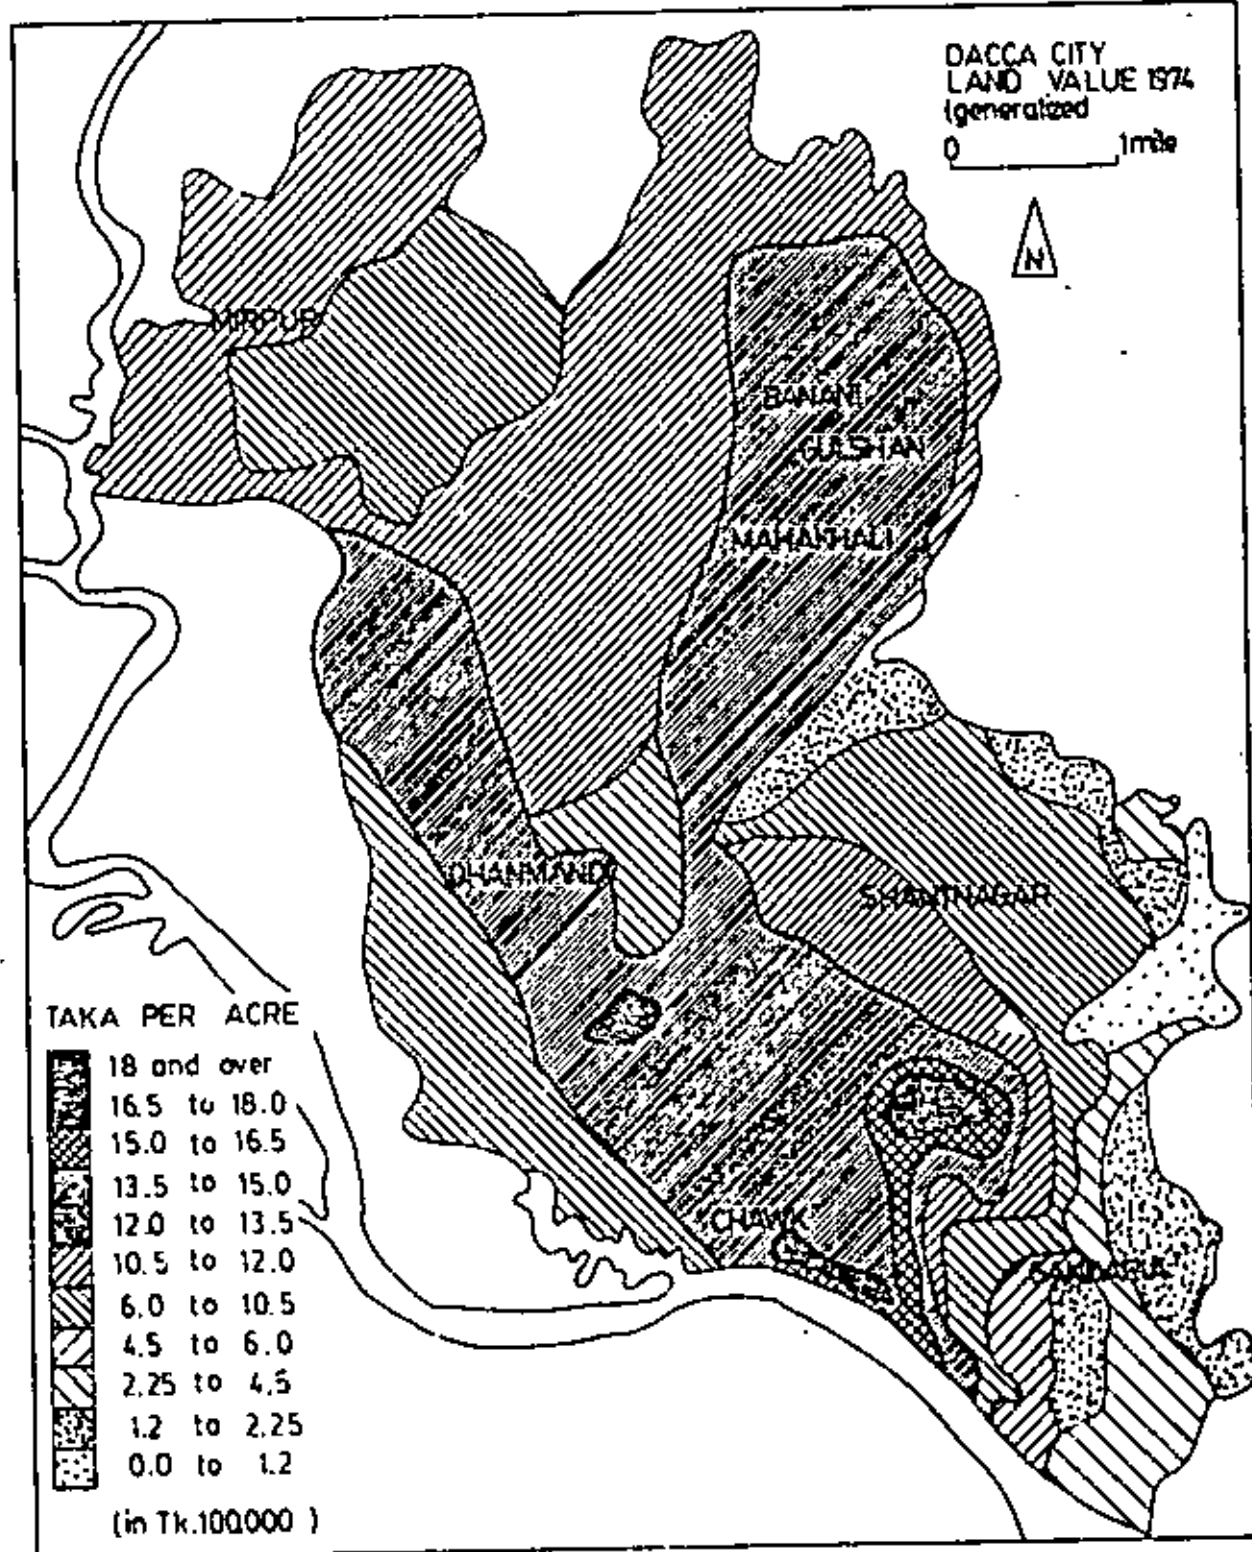 DACCA CITY
LAND VALUE 1974
(generalized
0 1mile
N
MIRPUR
BANANI
GULSHAN
MAHAKHALI
DHANMANDI
SHANTNAGAR
CHAWK
TAKA PER ACRE
18 and over
16.5 to 18.0
15.0 to 16.5
13.5 to 15.0
12.0 to 13.5
10.5 to 12.0
6.0 to 10.5
4.5 to 6.0
2.25 to 4.5
1.2 to 2.25
0.0 to 1.2
(in Tk.100000 )